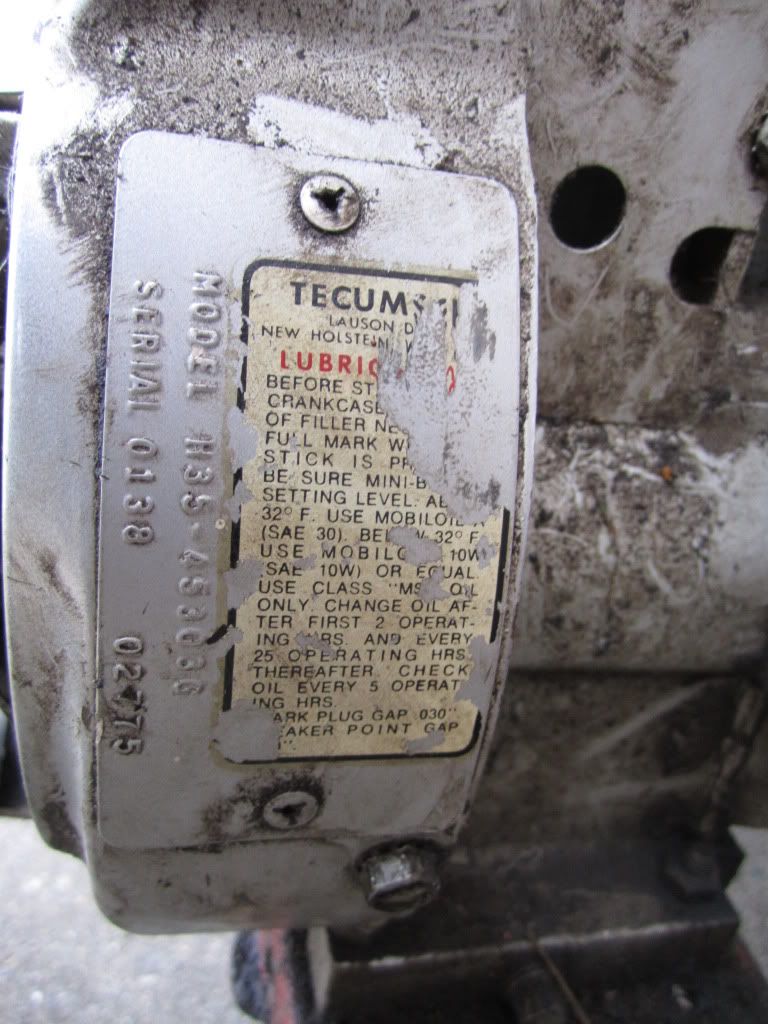 MODEL H35-45303G
SERIAL 0138 02775
TECUMS
LAUSON D
NEW HOLSTEIN, W
LUBRIC
BEFORE ST
CRANKCASE
OF FILLER NE
FULL MARK W
STICK IS PR
BE SURE MINI-B
SETTING LEVEL. AB
32° F. USE MOBILOIL A
(SAE 30). BELOW 32° F.
USE MOBILO 10W
(SAE 10W) OR EQUAL
USE CLASS "MS" OIL
ONLY. CHANGE OIL AF-
TER FIRST 2 OPERAT-
ING HRS. AND EVERY
25 OPERATING HRS.
THEREAFTER. CHECK
OIL EVERY 5 OPERAT
ING HRS.
ARK PLUG GAP .030"
EAKER POINT GAP